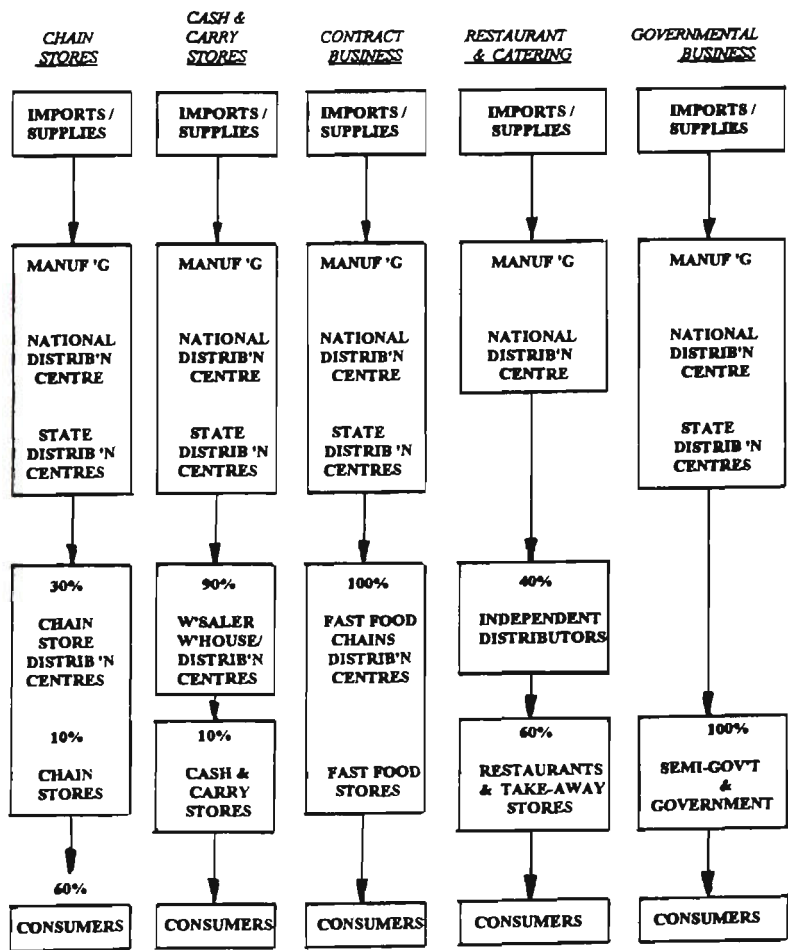 CHAIN
STORES
IMPORTS /
SUPPLIES
MANUF 'G
NATIONAL
DISTRIB'N
CENTRE
STATE
DISTRIB 'N
CENTRES
30%
CHAIN
STORE
DISTRIB 'N
CENTRES
10%
CHAIN
STORES
60%
CONSUMERS
CASH &
CARRY
STORES
IMPORTS /
SUPPLIES
MANUF 'G
NATIONAL
DISTRIB'N
CENTRE
STATE
DISTRIB 'N
CENTRES
90%
W'SALER
W'HOUSE/
DISTRIB'N
CENTRES
10%
CASH &
CARRY
STORES
CONSUMERS
CONTRACT
BUSINESS
IMPORTS /
SUPPLIES
MANUF 'G
NATIONAL
DISTRIB'N
CENTRE
STATE
DISTRIB 'N
CENTRES
100%
FAST FOOD
CHAINS
DISTRIB'N
CENTRES
FAST FOOD
STORES
CONSUMERS
RESTAURANT
& CATERING
IMPORTS /
SUPPLIES
MANUF 'G
NATIONAL
DISTRIB'N
CENTRE
40%
INDEPENDENT
DISTRIBUTORS
60%
RESTAURANTS
& TAKE-AWAY
STORES
CONSUMERS
GOVERNMENTAL
BUSINESS
IMPORTS /
SUPPLIES
MANUF 'G
NATIONAL
DISTRIB'N
CENTRE
STATE
DISTRIB 'N
CENTRES
100%
SEMI-GOV'T
&
GOVERNMENT
CONSUMERS